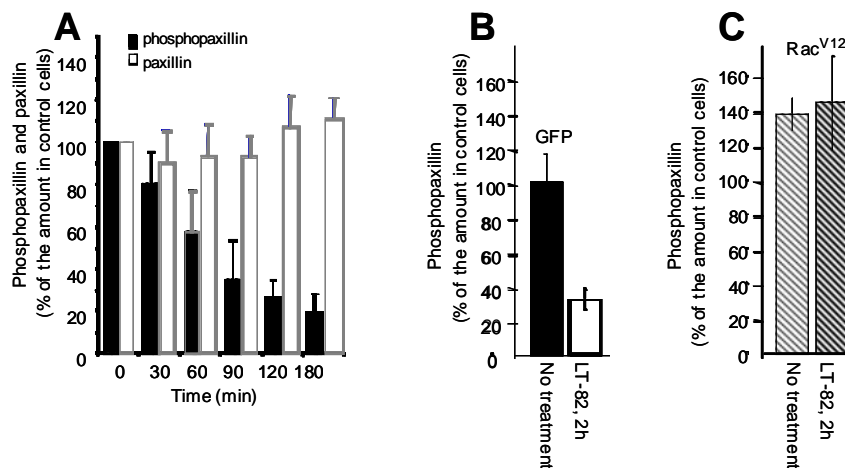 A
phosphopaxillin
paxillin
Phosphopaxillin and paxillin
(% of the amount in control cells)
140
120
100
80
60
40
20
0
0 30 60 90 120 180
Time (min)
B
GFP
Phosphopaxillin
(% of the amount in control cells)
160
140
120
100
80
60
40
20
0
No treatment
LT-82, 2h
C
RacV12
Phosphopaxillin
(% of the amount in control cells)
160
140
120
100
80
60
40
20
0
No treatment
LT-82, 2h